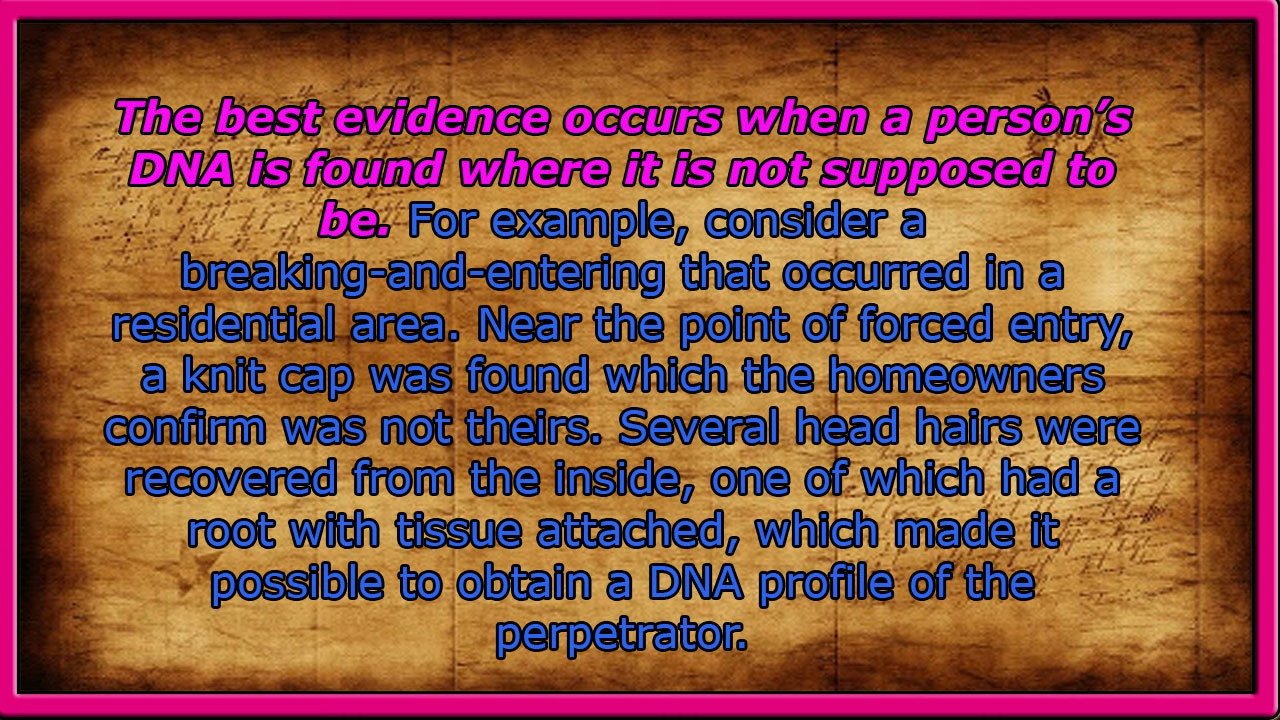 The best evidence occurs when a person’s
DNA is found where it is not supposed to
be. For example, consider a
breaking-and-entering that occurred in a
residential area. Near the point of forced entry,
a knit cap was found which the homeowners
confirm was not theirs. Several head hairs were
recovered from the inside, one of which had a
root with tissue attached, which made it
possible to obtain a DNA profile of the
perpetrator.